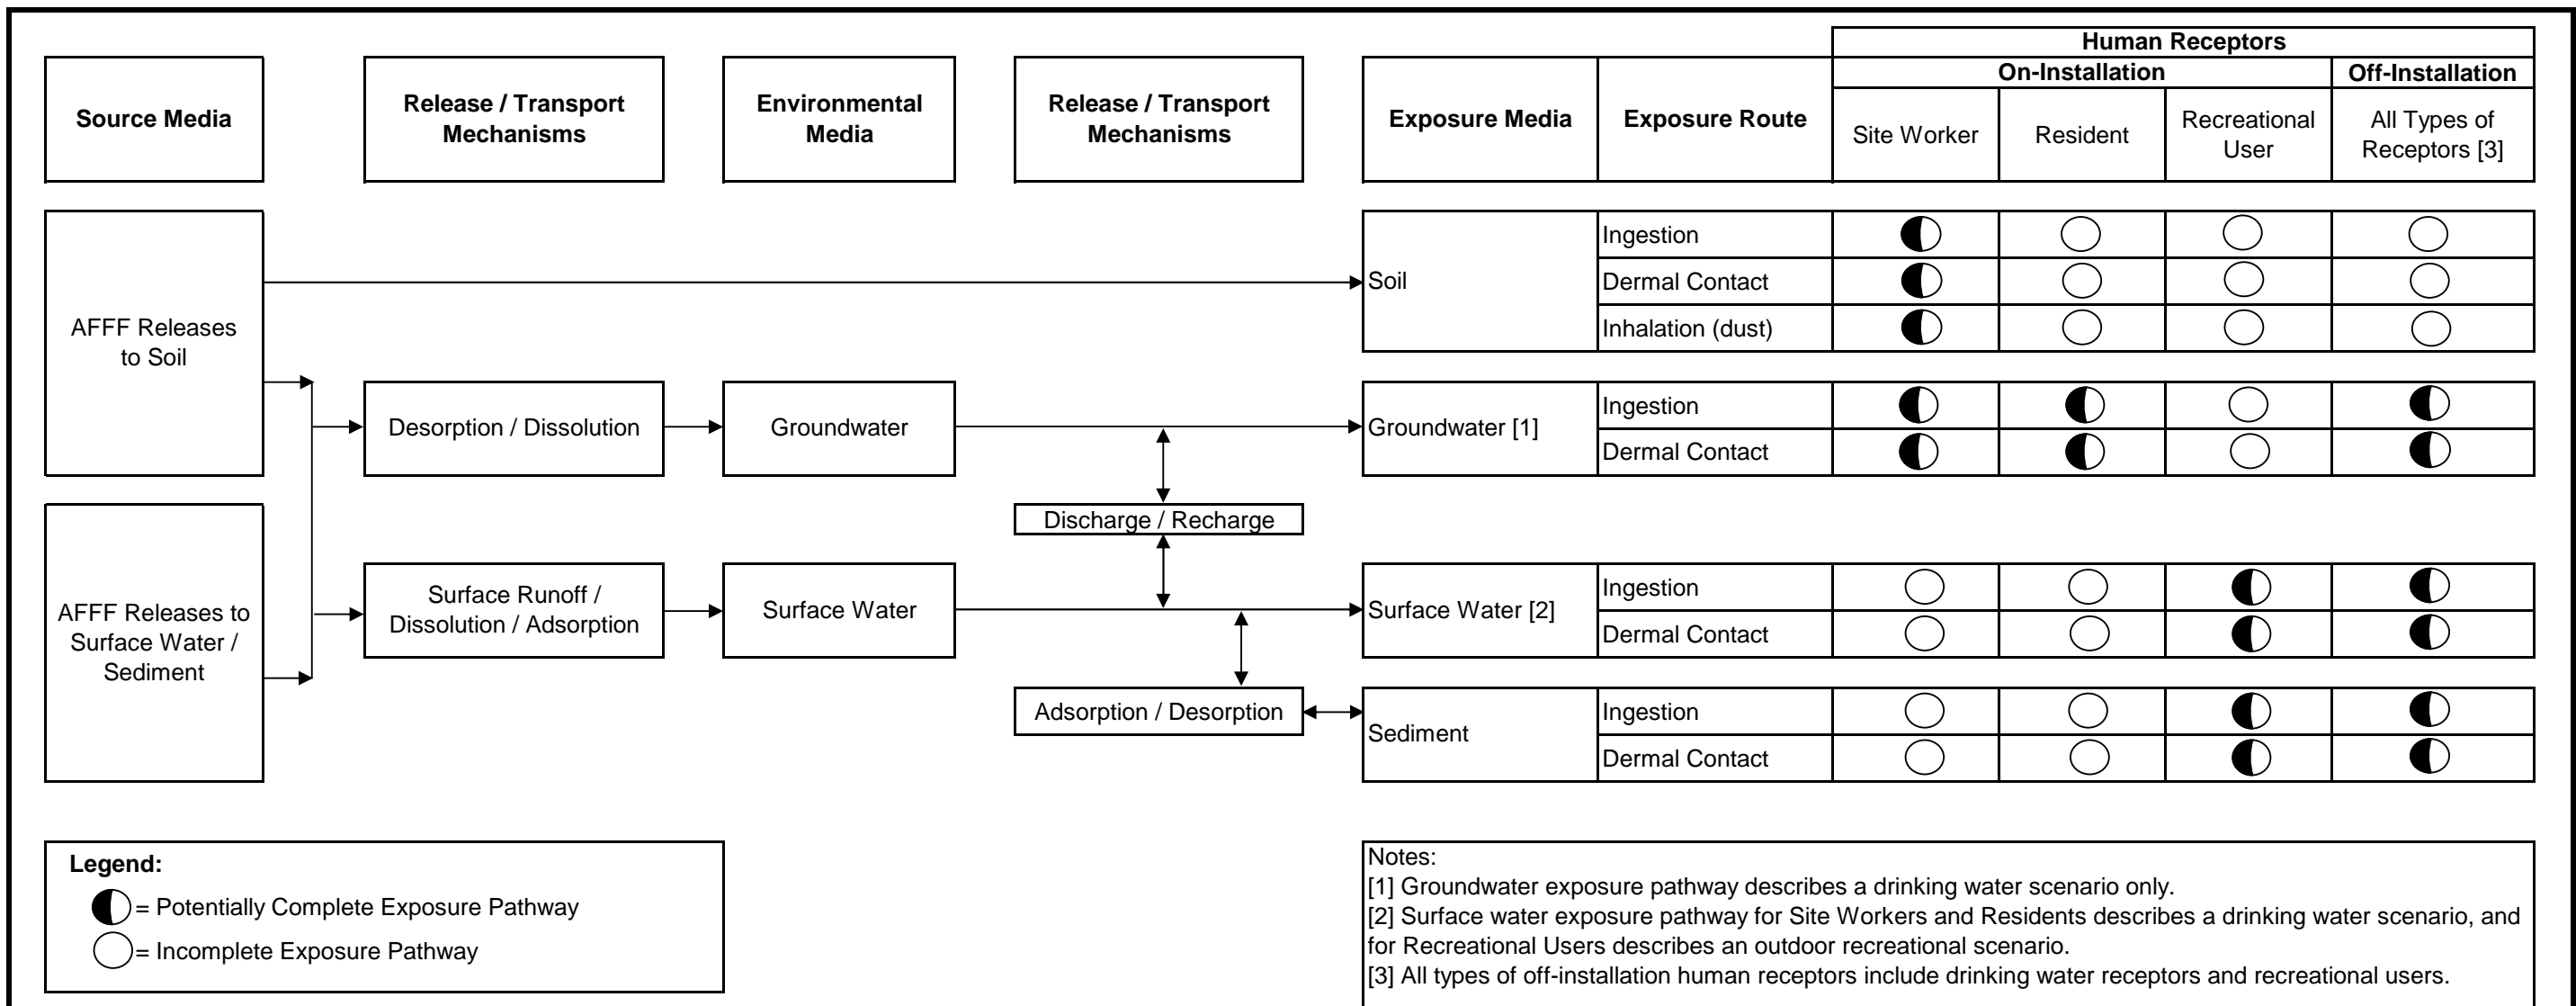 Human Receptors
On-Installation
Off-Installation
Source Media
Release / Transport
Mechanisms
Environmental
Media
Release / Transport
Mechanisms
Exposure Media
Exposure Route
Site Worker
Resident
Recreational
User
All Types of
Receptors [3]
AFFF Releases
to Soil
Soil
Ingestion
Dermal Contact
Inhalation (dust)
Desorption / Dissolution
Groundwater
Groundwater [1]
Ingestion
Dermal Contact
Discharge / Recharge
AFFF Releases to
Surface Water /
Sediment
Surface Runoff /
Dissolution / Adsorption
Surface Water
Surface Water [2]
Ingestion
Dermal Contact
Adsorption / Desorption
Sediment
Ingestion
Dermal Contact
Legend:
= Potentially Complete Exposure Pathway
= Incomplete Exposure Pathway
Notes:
[1] Groundwater exposure pathway describes a drinking water scenario only.
[2] Surface water exposure pathway for Site Workers and Residents describes a drinking water scenario, and
for Recreational Users describes an outdoor recreational scenario.
[3] All types of off-installation human receptors include drinking water receptors and recreational users.